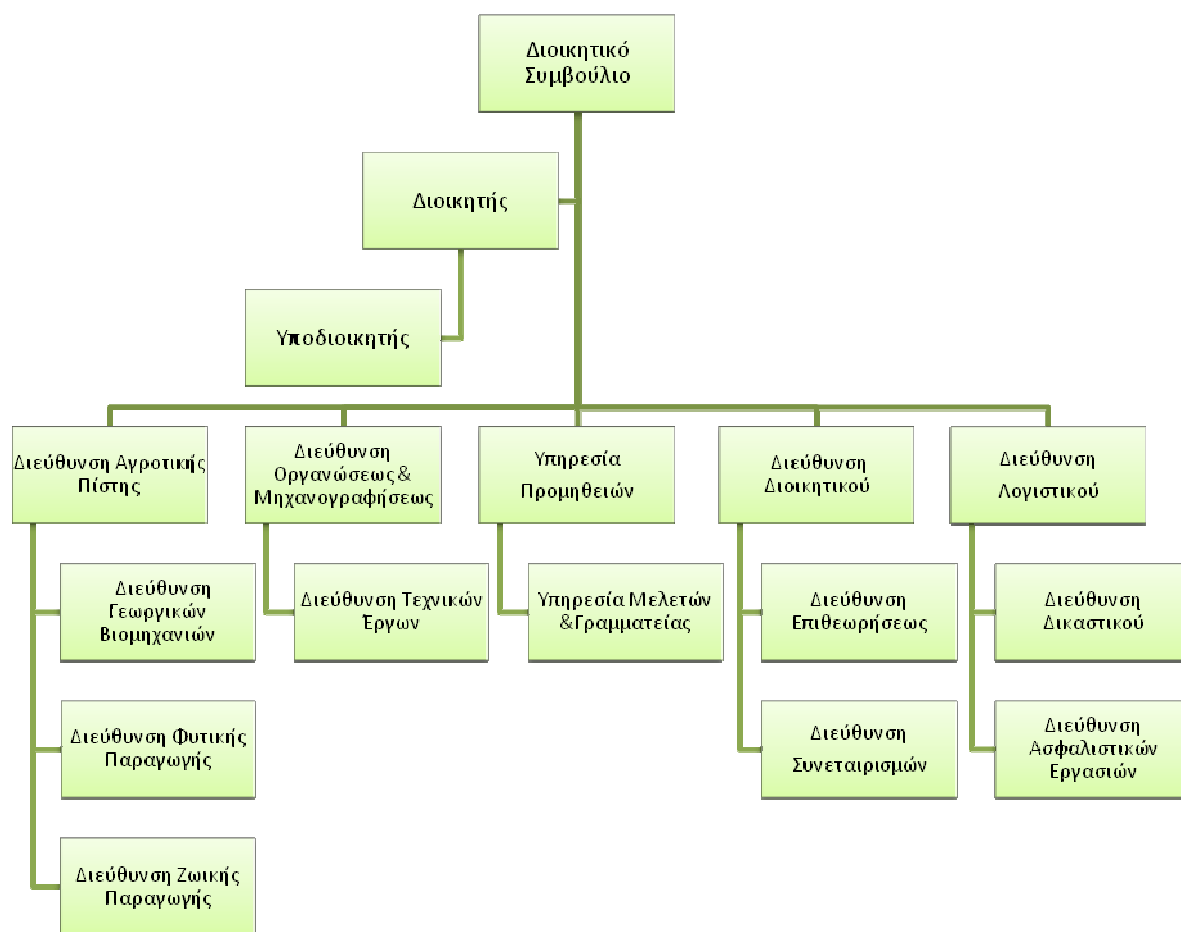 Διοικητικό
Συμβούλιο
Διοικητής
Υποδιοικητής
Διεύθυνση Αγροτικής
Πίστης
Διεύθυνση
Οργανώσεως &
Μηχανογραφήσεως
Υπηρεσία
Προμηθειών
Διεύθυνση
Διοικητικού
Διεύθυνση
Λογιστικού
Διεύθυνση
Γεωργικών
Βιομηχανιών
Διεύθυνση Τεχνικών
Έργων
Υπηρεσία Μελετών
&Γραμματείας
Διεύθυνση
Επιθεωρήσεως
Διεύθυνση
Δικαστικού
Διεύθυνση Φυτικής
Παραγωγής
Διεύθυνση
Συνεταιρισμών
Διεύθυνση
Ασφαλιστικών
Εργασιών
Διεύθυνση Ζωικής
Παραγωγής